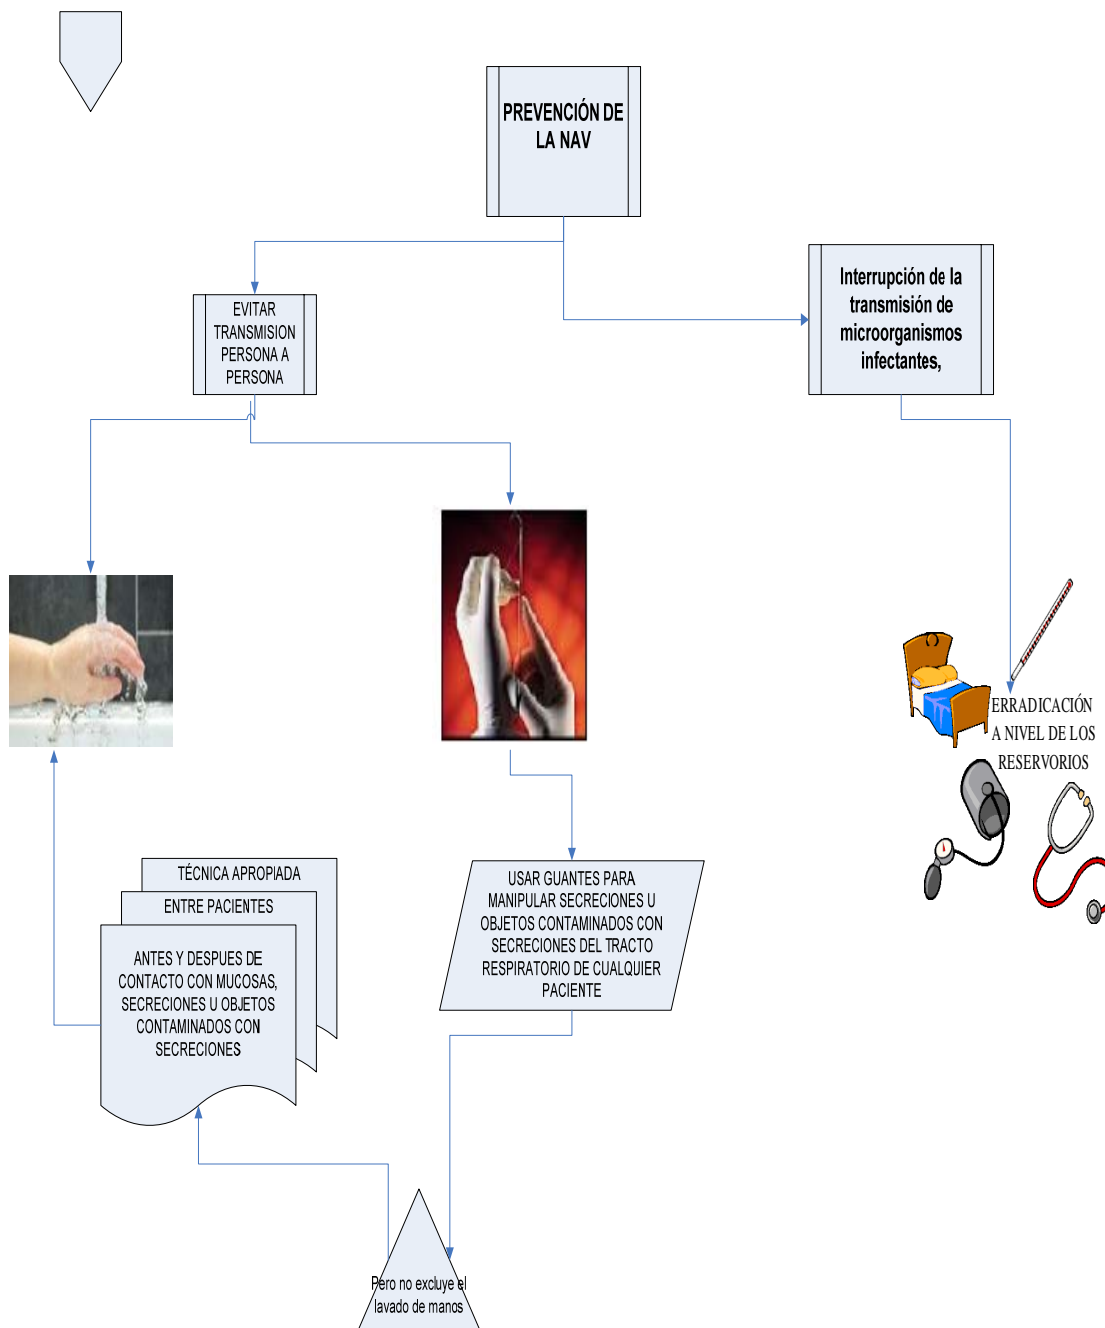 PREVENCIÓN DE
LA NAV
EVITAR
TRANSMISION
PERSONA A
PERSONA
Interrupción de la
transmisión de
microorganismos
infectantes,
ERRADICACIÓN
A NIVEL DE LOS
RESERVORIOS
TÉCNICA APROPIADA
ENTRE PACIENTES
ANTES Y DESPUES DE
CONTACTO CON MUCOSAS,
SECRECIONES U OBJETOS
CONTAMINADOS CON
SECRECIONES
USAR GUANTES PARA
MANIPULAR SECRECIONES U
OBJETOS CONTAMINADOS CON
SECRECIONES DEL TRACTO
RESPIRATORIO DE CUALQUIER
PACIENTE
Pero no excluye el
lavado de manos